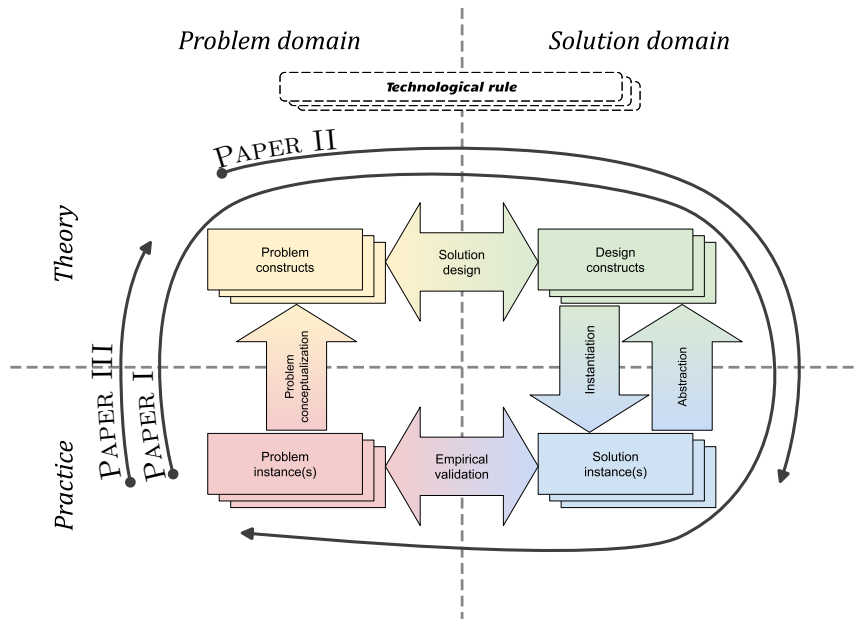 Problem domain
Solution domain
Technological rule
PAPER II
Theory
Problem
constructs
Solution
design
Design
constructs
Problem
conceptualization
Instantiation
Abstraction
PAPER III
PAPER I
Practice
Problem
instance(s)
Empirical
validation
Solution
instance(s)